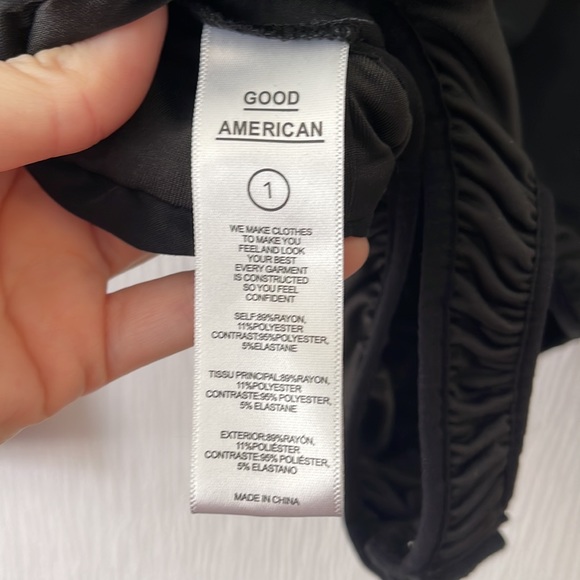 GOOD
AMERICAN
1
WE MAKE CLOTHES
TO MAKE YOU
FEELAND LOOK
YOUR BEST
EVERY GARMENT
IS CONSTRUCTED
SO YOU FEEL
CONFIDENT
SELF:89%RAYON,
11%POLYESTER
CONTRAST:95%POLYESTER,
5%ELASTANE
TISSU PRINCIPAL:89%RAYON,
11%POLYESTER
CONTRASTE:95% POLYESTER,
5% ELASTANE
EXTERIOR:89%RAYÓN,
11%POLIÉSTER
CONTRASTE:95% POLIÉSTER,
5% ELASTANO
MADE IN CHINA